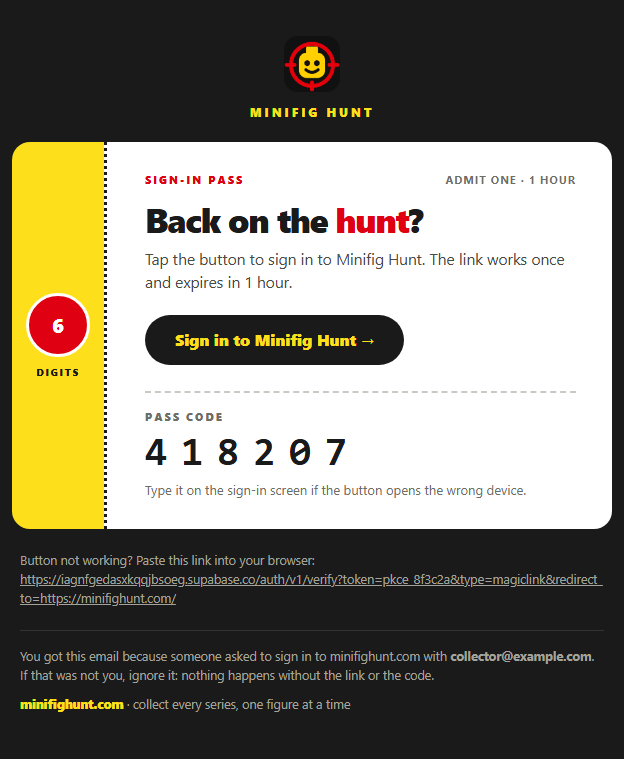 MINIFIG HUNT
SIGN-IN PASS
ADMIT ONE · 1 HOUR
Back on the hunt?
Tap the button to sign in to Minifig Hunt. The link works once
and expires in 1 hour.
6
DIGITS
Sign in to Minifig Hunt →
PASS CODE
418207
Type it on the sign-in screen if the button opens the wrong device.
Button not working? Paste this link into your browser:
https://iagnfgedasxkqqjbsoeg.supabase.co/auth/v1/verify?token=pkce_8f3c2a&type=magiclink&redirect_
to=https://minifighunt.com/
You got this email because someone asked to sign in to minifighunt.com with collector@example.com.
If that was not you, ignore it: nothing happens without the link or the code.
minifighunt.com · collect every series, one figure at a time